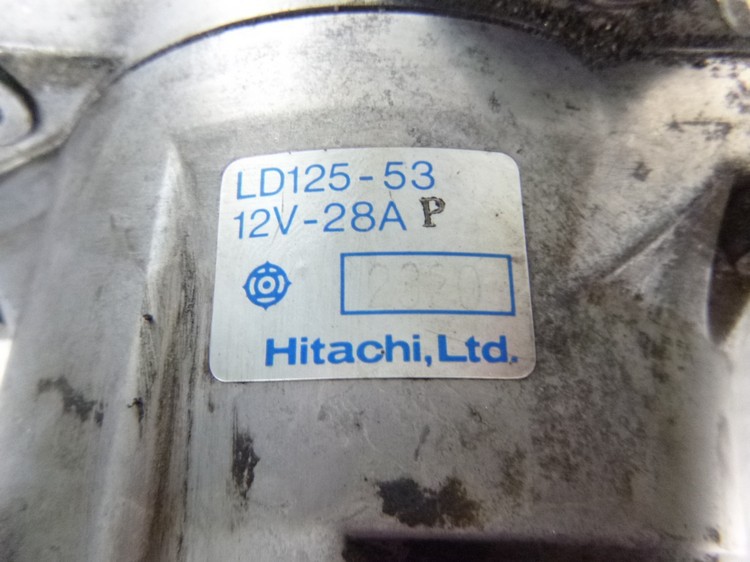 LD125-53
12V-28A P
Hitachi, Ltd.